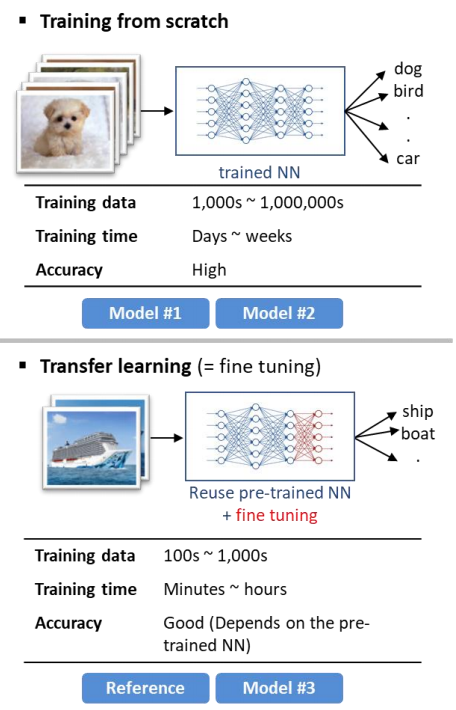 ▪ Training from scratch
dog
bird
.
.
car
trained NN
Training data 1,000s ~ 1,000,000s
Training time Days ~ weeks
Accuracy High
Model #1 Model #2
▪ Transfer learning (= fine tuning)
ship
boat
.
Reuse pre-trained NN
+ fine tuning
Training data 100s ~ 1,000s
Training time Minutes ~ hours
Accuracy Good (Depends on the pre-
trained NN)
Reference Model #3